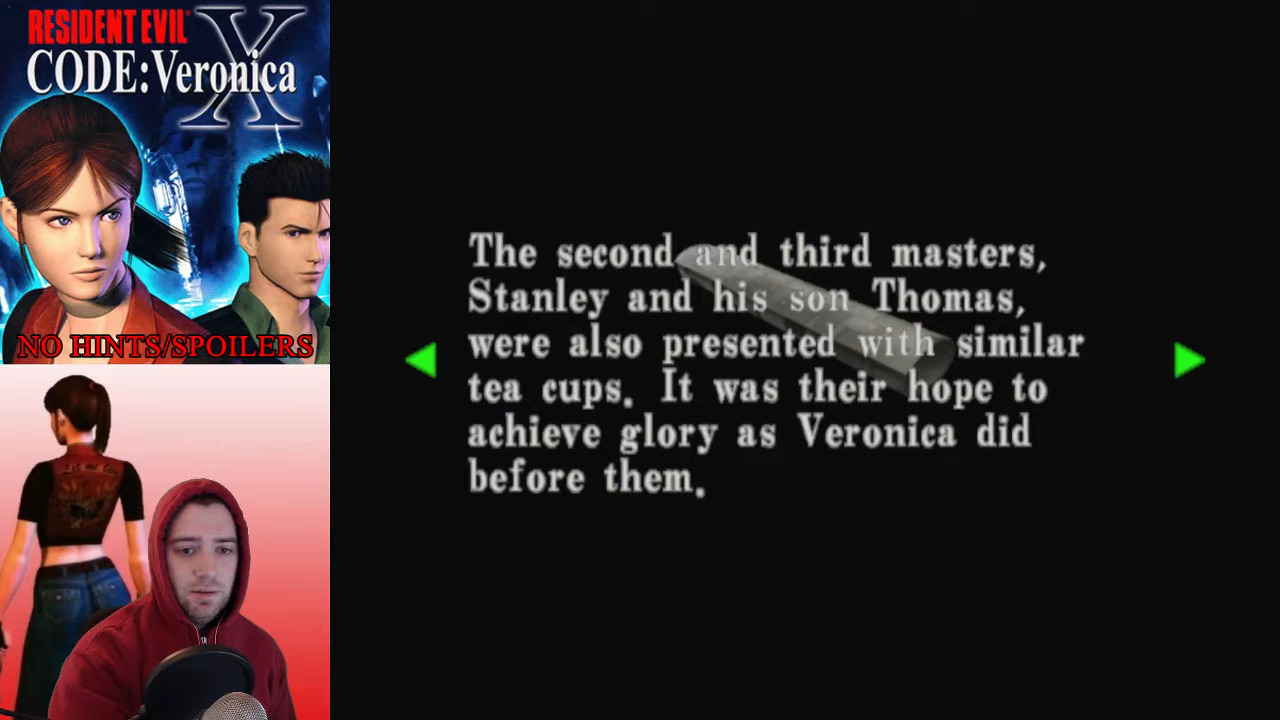 RESIDENT EVIL
CODE:Veronica
X
NO HINTS/SPOILERS
The second and third masters,
Stanley and his son Thomas,
were also presented with similar
tea cups. It was their hope to
achieve glory as Veronica did
before them.